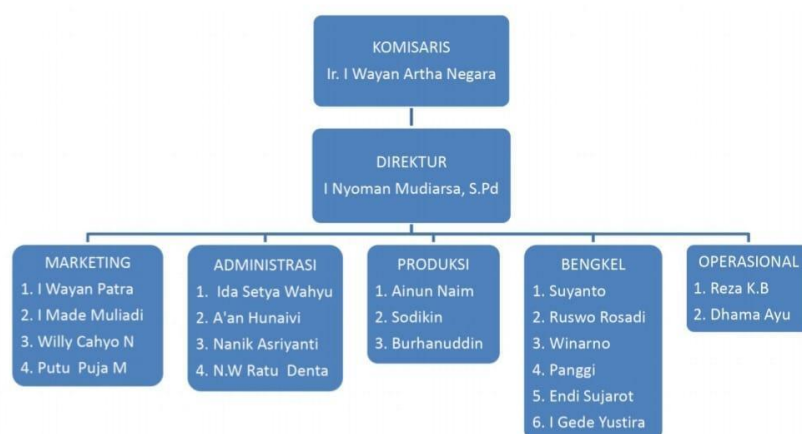 KOMISARIS
Ir. I Wayan Artha Negara
DIREKTUR
I Nyoman Mudiarsa, S.Pd
MARKETING
1. I Wayan Patra
2. I Made Muliadi
3. Willy Cahyo N
4. Putu Puja M
ADMINISTRASI
1. Ida Setya Wahyu
2. A'an Hunaivi
3. Nanik Asriyanti
4. N.W Ratu Denta
PRODUKSI
1. Ainun Naim
2. Sodikin
3. Burhanuddin
BENGKEL
1. Suyanto
2. Ruswo Rosadi
3. Winarno
4. Panggi
5. Endi Sujarot
6. I Gede Yustira
OPERASIONAL
1. Reza K.B
2. Dhama Ayu